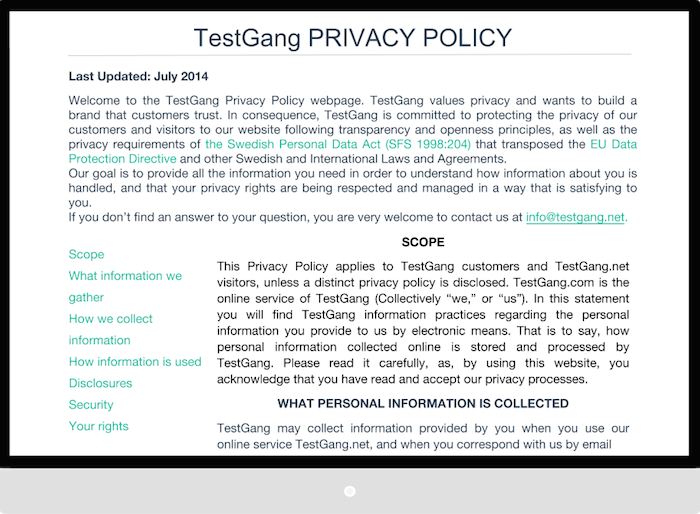 TestGang PRIVACY POLICY
Last Updated: July 2014
Welcome to the TestGang Privacy Policy webpage. TestGang values privacy and wants to build a
brand that customers trust. In consequence, TestGang is committed to protecting the privacy of our
customers and visitors to our website following transparency and openness principles, as well as the
privacy requirements of the Swedish Personal Data Act (SFS 1998:204) that transposed the EU Data
Protection Directive and other Swedish and International Laws and Agreements.
Our goal is to provide all the information you need in order to understand how information about you is
handled, and that your privacy rights are being respected and managed in a way that is satisfying to
you.
If you don't find an answer to your question, you are very welcome to contact us at info@testgang.net.
Scope
What information we
gather
How we collect
information
How information is used
Disclosures
Security
Your rights
SCOPE
This Privacy Policy applies to TestGang customers and TestGang.net
visitors, unless a distinct privacy policy is disclosed. TestGang.com is the
online service of TestGang (Collectively “we,” or “us”). In this statement
you will find TestGang information practices regarding the personal
information you provide to us by electronic means. That is to say, how
personal information collected online is stored and processed by
TestGang. Please read it carefully, as, by using this website, you
acknowledge that you have read and accept our privacy processes.
WHAT PERSONAL INFORMATION IS COLLECTED
TestGang may collect information provided by you when you use our
online service TestGang.net, and when you correspond with us by email